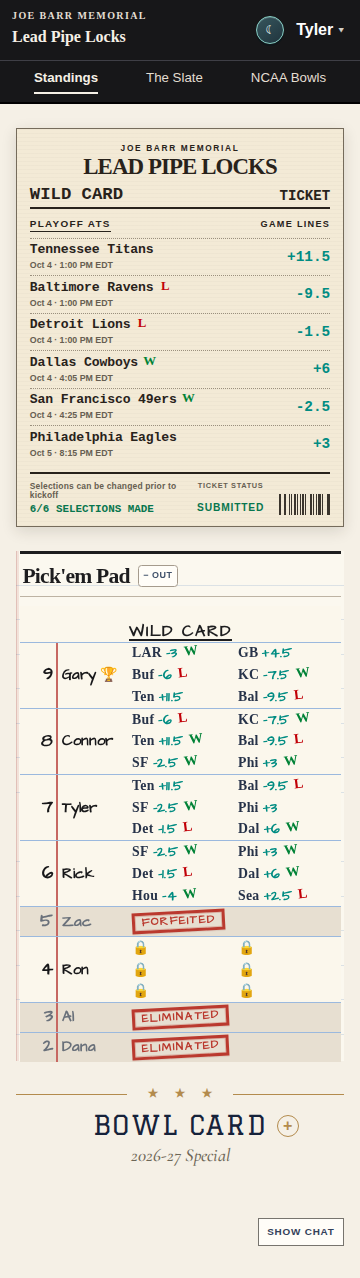 JOE BARR MEMORIAL
Lead Pipe Locks
Tyler
Standings The Slate NCAA Bowls
JOE BARR MEMORIAL
LEAD PIPE LOCKS
WILD CARD TICKET
PLAYOFF ATS GAME LINES
Tennessee Titans +11.5
Oct 4 · 1:00 PM EDT
Baltimore Ravens L -9.5
Oct 4 · 1:00 PM EDT
Detroit Lions L -1.5
Oct 4 · 1:00 PM EDT
Dallas Cowboys W +6
Oct 4 · 4:05 PM EDT
San Francisco 49ers W -2.5
Oct 4 · 4:25 PM EDT
Philadelphia Eagles +3
Oct 5 · 8:15 PM EDT
Selections can be changed prior to kickoff
6/6 SELECTIONS MADE
TICKET STATUS
SUBMITTED
Pick'em Pad – OUT
WILD CARD
LAR -3 W GB +4.5
9 Gary 🏆 Buf -6 L KC -7.5 W
Ten +11.5 Bal -9.5 L
Buf -6 L KC -7.5 W
8 Connor Ten +11.5 W Bal -9.5 L
SF -2.5 W Phi +3 W
Ten +11.5 Bal -9.5 L
7 Tyler SF -2.5 W Phi +3
Det -1.5 L Dal +6 W
SF -2.5 W Phi +3 W
6 Rick Det -1.5 L Dal +6 W
Hou -4 W Sea +2.5 L
5 Zac FORFEITED
4 Ron
3 Al ELIMINATED
2 Dana ELIMINATED
BOWL CARD +
2026-27 Special
SHOW CHAT